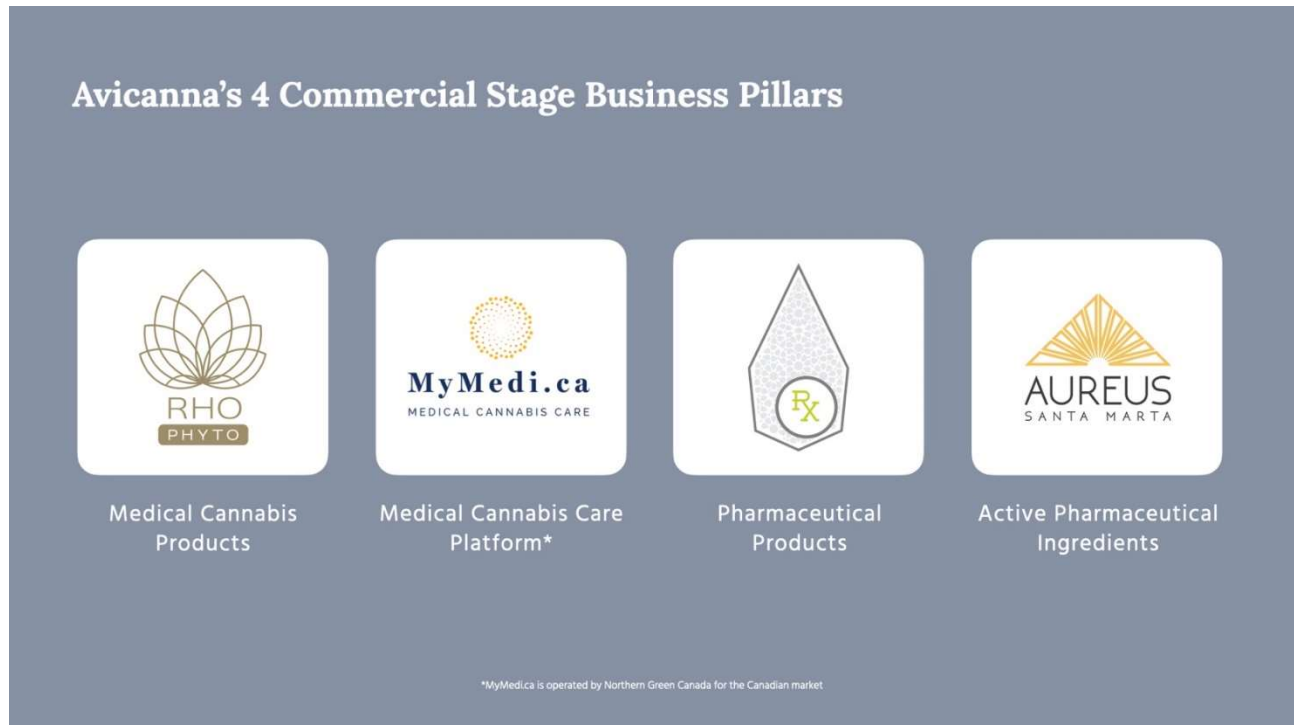 Avicanna’s 4 Commercial Stage Business Pillars
RHO
PHYTO
MyMedi.ca
MEDICAL CANNABIS CARE
RX
AUREUS
SANTA MARTA
Medical Cannabis
Products
Medical Cannabis Care
Platform*
Pharmaceutical
Products
Active Pharmaceutical
Ingredients
*MyMedi.ca is operated by Northern Green Canada for the Canadian market